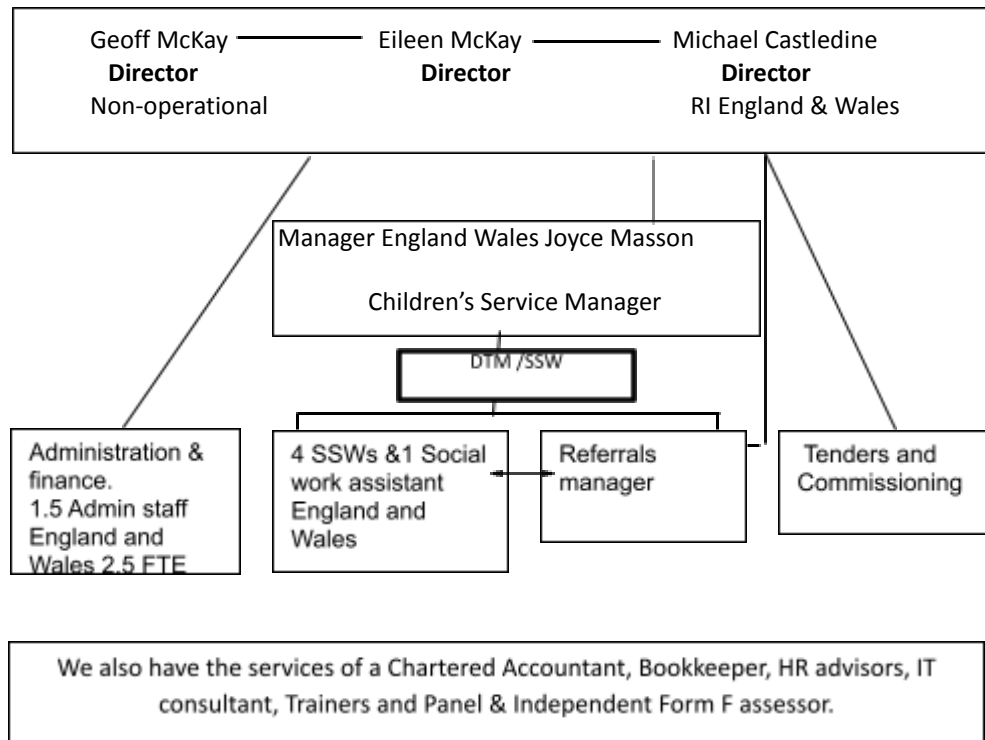 Geoff McKay Eileen McKay Michael Castledine
Director Director Director
Non-operational RI England & Wales
Manager England Wales Joyce Masson
Children's Service Manager
DTM /SSW
Administration &
finance.
1.5 Admin staff
England and
Wales 2.5 FTE
4 SSWs &1 Social
work assistant
England and
Wales
Referrals
manager
Tenders and
Commissioning
We also have the services of a Chartered Accountant, Bookkeeper, HR advisors, IT
consultant, Trainers and Panel & Independent Form F assessor.